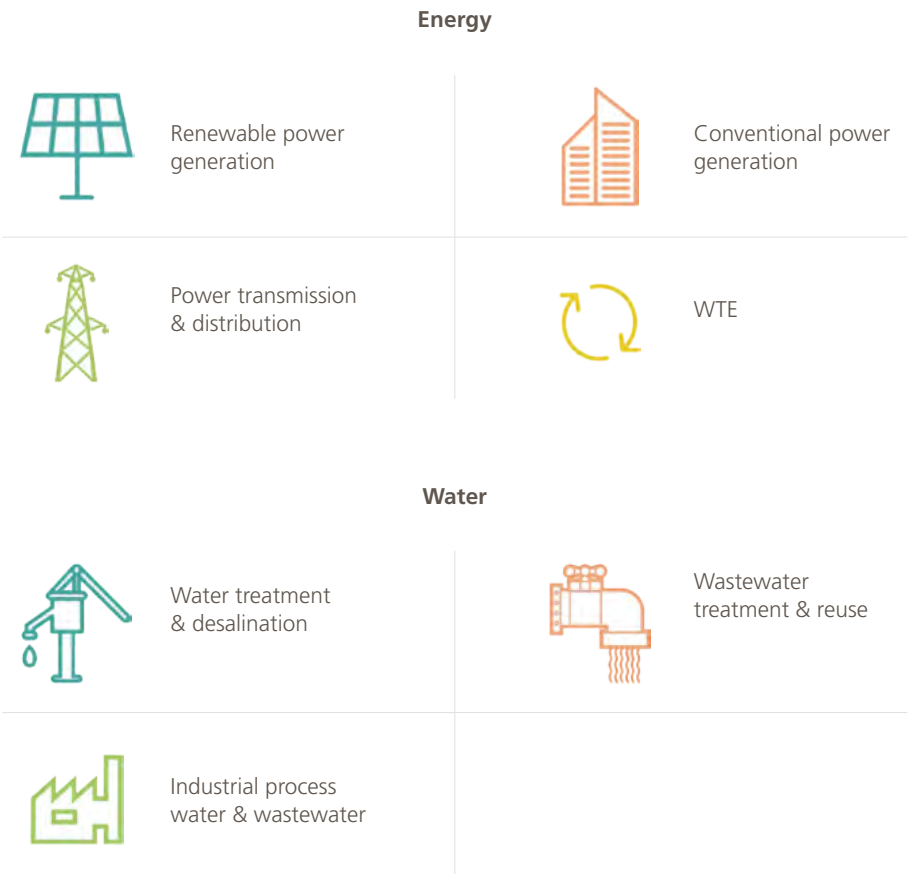 Energy
Renewable power
generation
Conventional power
generation
Power transmission
& distribution
WTE
Water
Water treatment
& desalination
Wastewater
treatment & reuse
Industrial process
water & wastewater